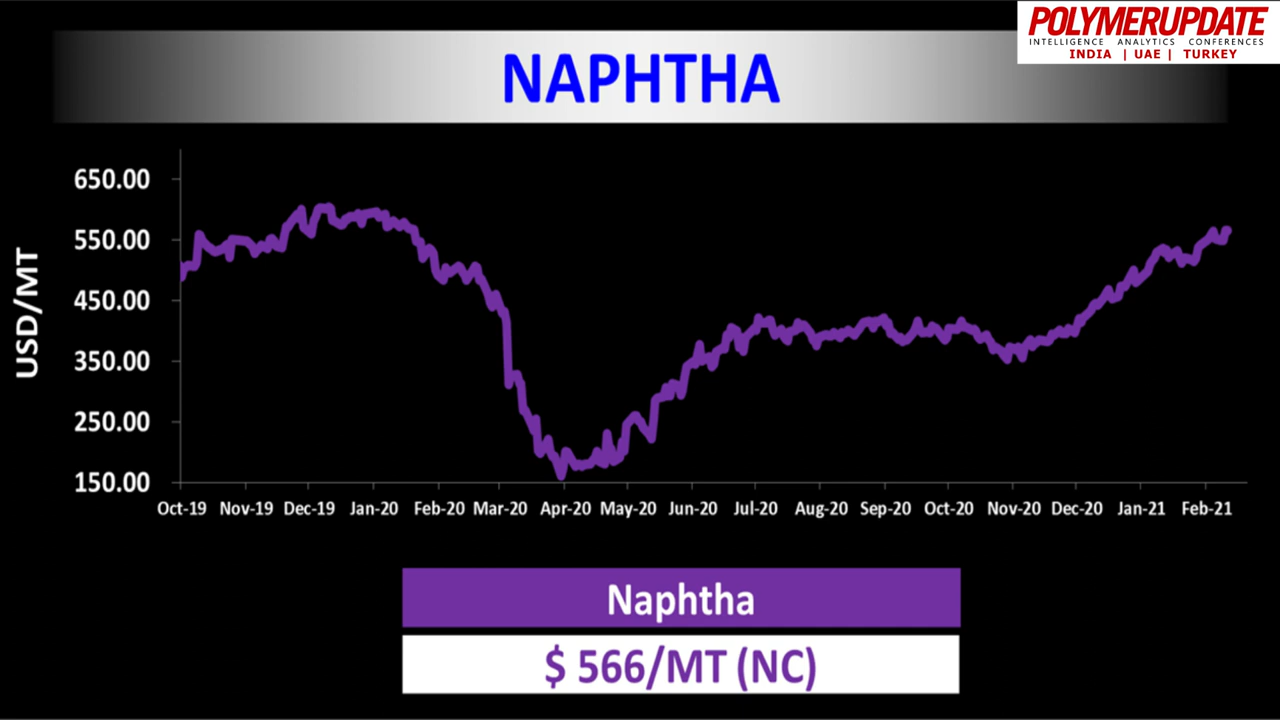 POLYMERUPDATE
INTELLIGENCE ANALYTICS CONFERENCES
INDIA | UAE | TURKEY
NAPHTHA
USD/MT
650.00
550.00
450.00
350.00
250.00
150.00
Oct-19 Nov-19 Dec-19 Jan-20 Feb-20 Mar-20 Apr-20 May-20 Jun-20 Jul-20 Aug-20 Sep-20 Oct-20 Nov-20 Dec-20 Jan-21 Feb-21
Naphtha
$ 566/MT (NC)